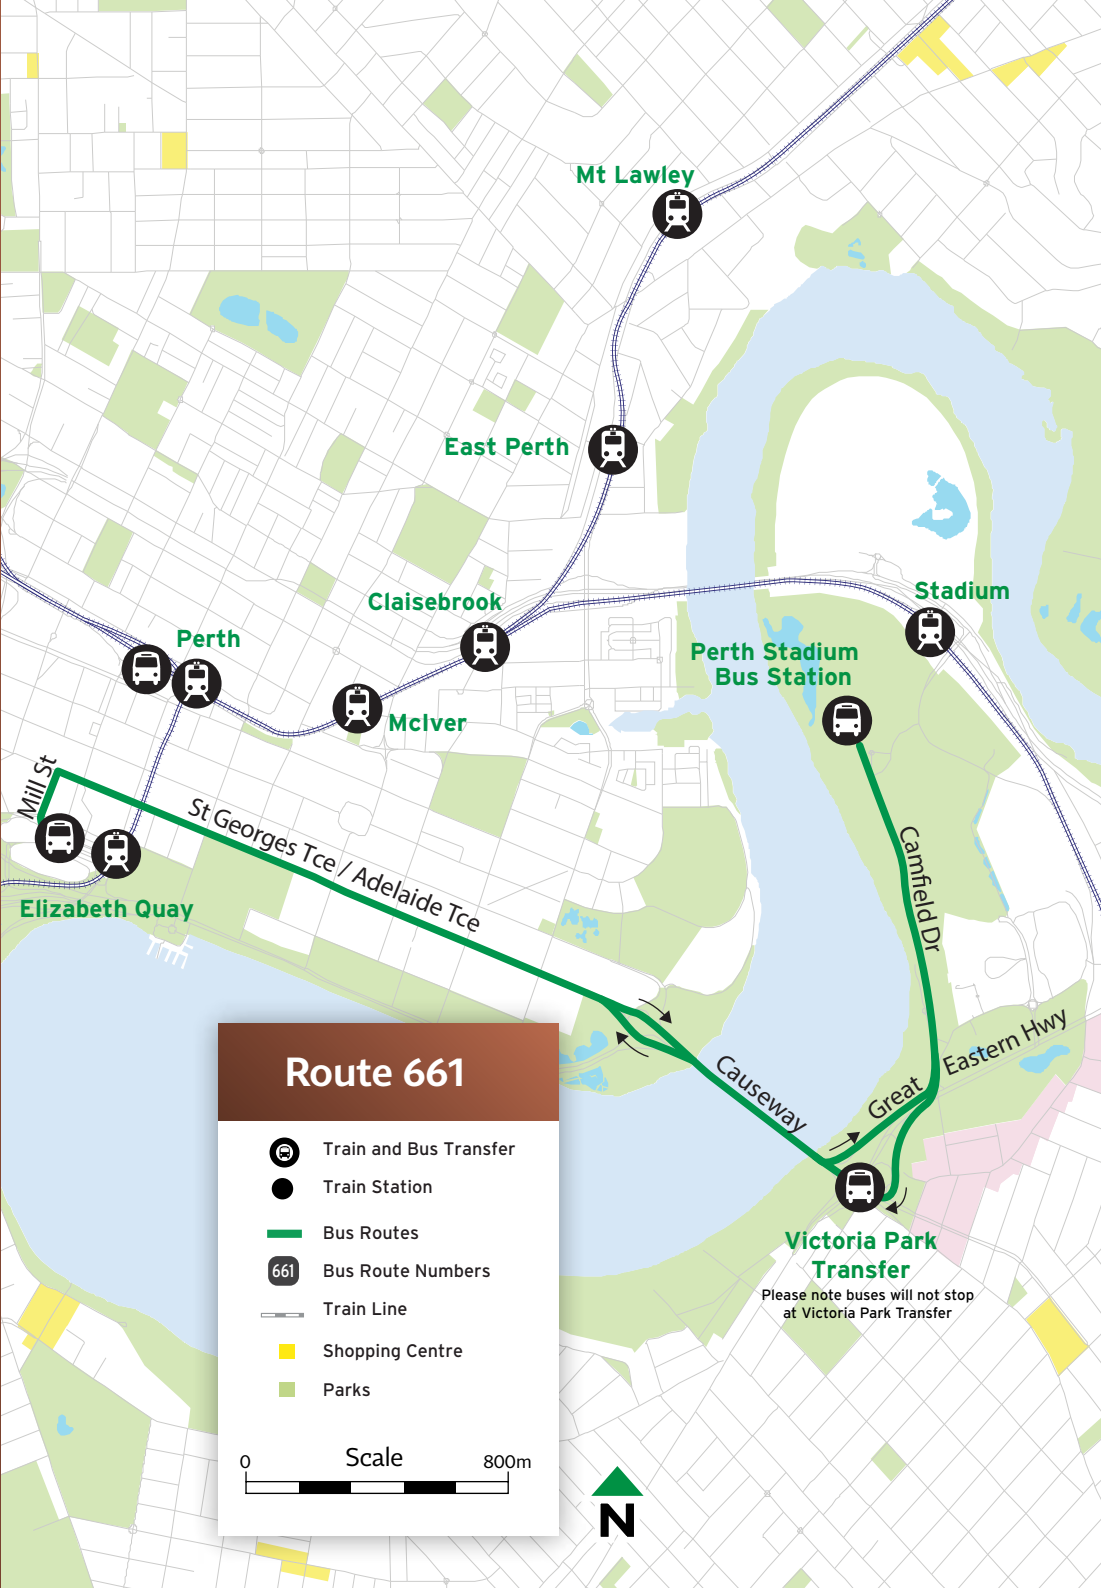 Mt Lawley
East Perth
Claisebrook
Stadium
Perth
Perth Stadium
Bus Station
McIver
Mill St
St Georges Tce / Adelaide Tce
Camfield Dr
Elizabeth Quay
Great Eastern Hwy
Causeway
Victoria Park
Transfer
Please note buses will not stop
at Victoria Park Transfer
Route 661
Train and Bus Transfer
Train Station
Bus Routes
661
Bus Route Numbers
Train Line
Shopping Centre
Parks
Scale
0
800m
N